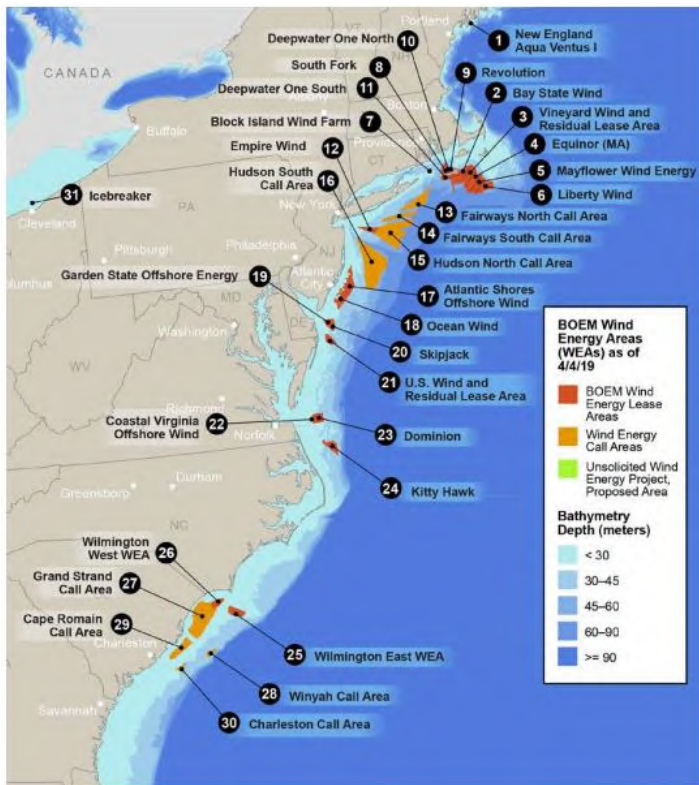 VT
Portland
1
New England
Aqua Ventus I
Deepwater One North
10
NH
South Fork
8
9
Revolution
CANADA
Deepwater One South
11
Albany
Boston
2
Bay State Wind
Block Island Wind Farm
7
3
Vineyard Wind and
Residual Lease Area
Buffalo
Providence
4
Equinor (MA)
Empire Wind
12
CT
5
Mayflower Wind Energy
Hudson South
Call Area
16
6
Liberty Wind
31
Icebreaker
PA
13
Fairways North Call Area
Cleveland
New York
14
Fairways South Call Area
Pittsburgh
Philadelphia
NJ
15
Hudson North Call Area
Columbus
Garden State Offshore Energy
19
Atlantic
City
17
Atlantic Shores
Offshore Wind
MD
DE
18
Ocean Wind
Washington
20
Skipjack
WV
21
U.S. Wind and
Residual Lease Area
Richmond
Coastal Virginia
Offshore Wind
22
Norfolk
23
Dominion
24
Kitty Hawk
Durham
Greensboro
NC
Wilmington
West WEA
26
Grand Strand
Call Area
27
Cape Romain
Call Area
29
Charleston
25
Wilmington East WEA
28
Winyah Call Area
Savannah
30
Charleston Call Area
BOEM Wind
Energy Areas
(WEAs) as of
4/4/19
BOEM Wind
Energy Lease
Areas
Wind Energy
Call Areas
Unsolicited Wind
Energy Project,
Proposed Area
Bathymetry
Depth (meters)
< 30
30–45
45–60
60–90
>= 90